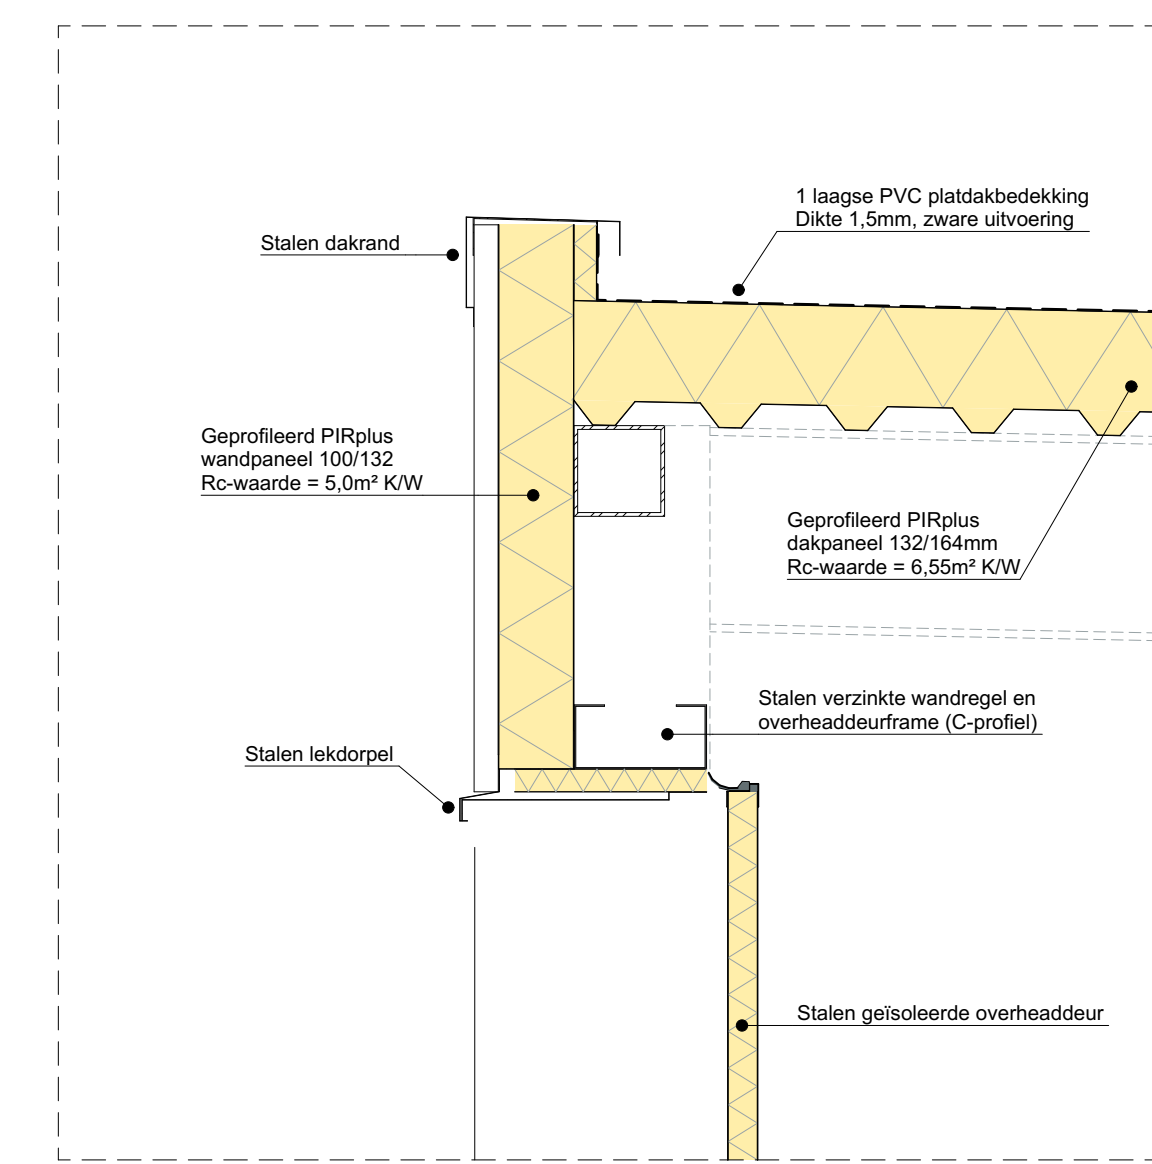 1 laagse PVC platdakbedekking
Dikte 1,5mm, zware uitvoering
Stalen dakrand
Geprofileerd PIRplus
wandpaneel 100/132
Rc-waarde = 5,0m² K/W
Geprofileerd PIRplus
dakpaneel 132/164mm
Rc-waarde = 6,55m² K/W
Stalen verzinkte wandregel en
overheaddeurframe (C-profiel)
Stalen lekdorpel
Stalen geïsoleerde overheaddeur